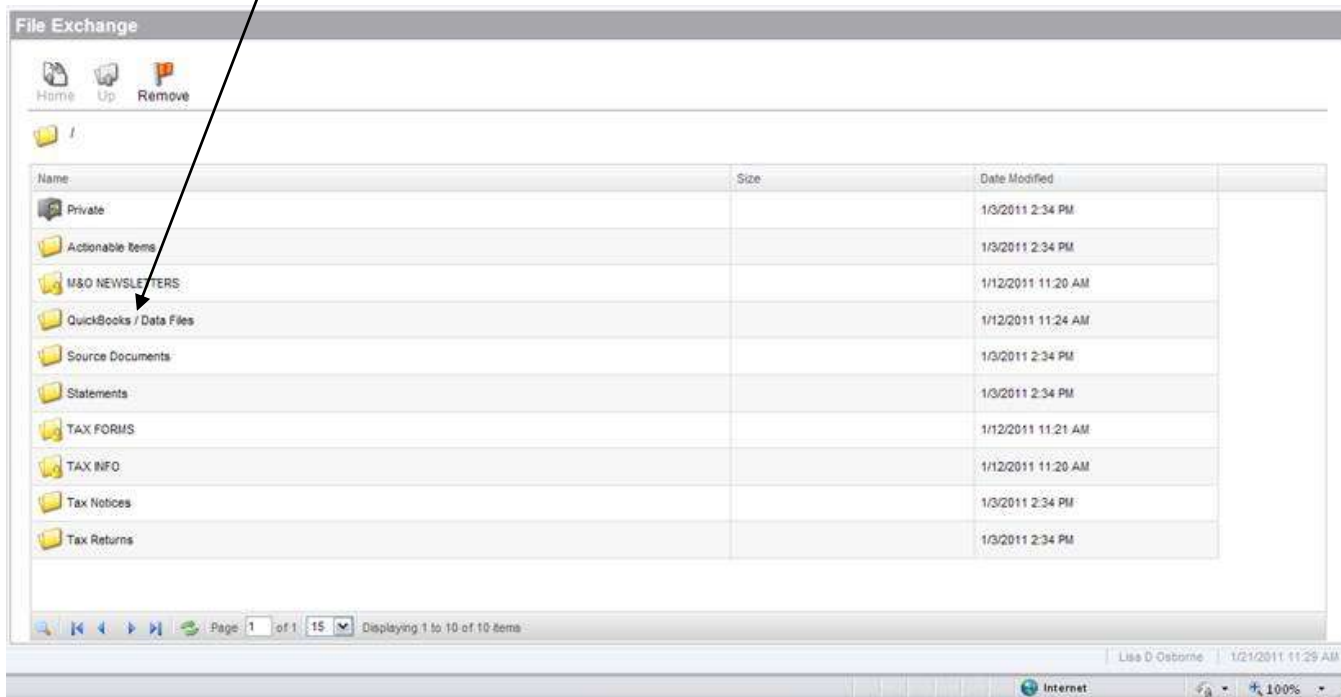 File Exchange
Home Up Remove
/
Name Size Date Modified
Private 1/3/2011 2:34 PM
Actionable Items 1/3/2011 2:34 PM
M&O NEWSLETTERS 1/12/2011 11:20 AM
QuickBooks / Data Files 1/12/2011 11:24 AM
Source Documents 1/3/2011 2:34 PM
Statements 1/3/2011 2:34 PM
TAX FORMS 1/12/2011 11:21 AM
TAX INFO 1/12/2011 11:20 AM
Tax Notices 1/3/2011 2:34 PM
Tax Returns 1/3/2011 2:34 PM
Page 1 of 1 15 Displaying 1 to 10 of 10 items
Lisa D Osborne 1/21/2011 11:29 AM
Internet 100%